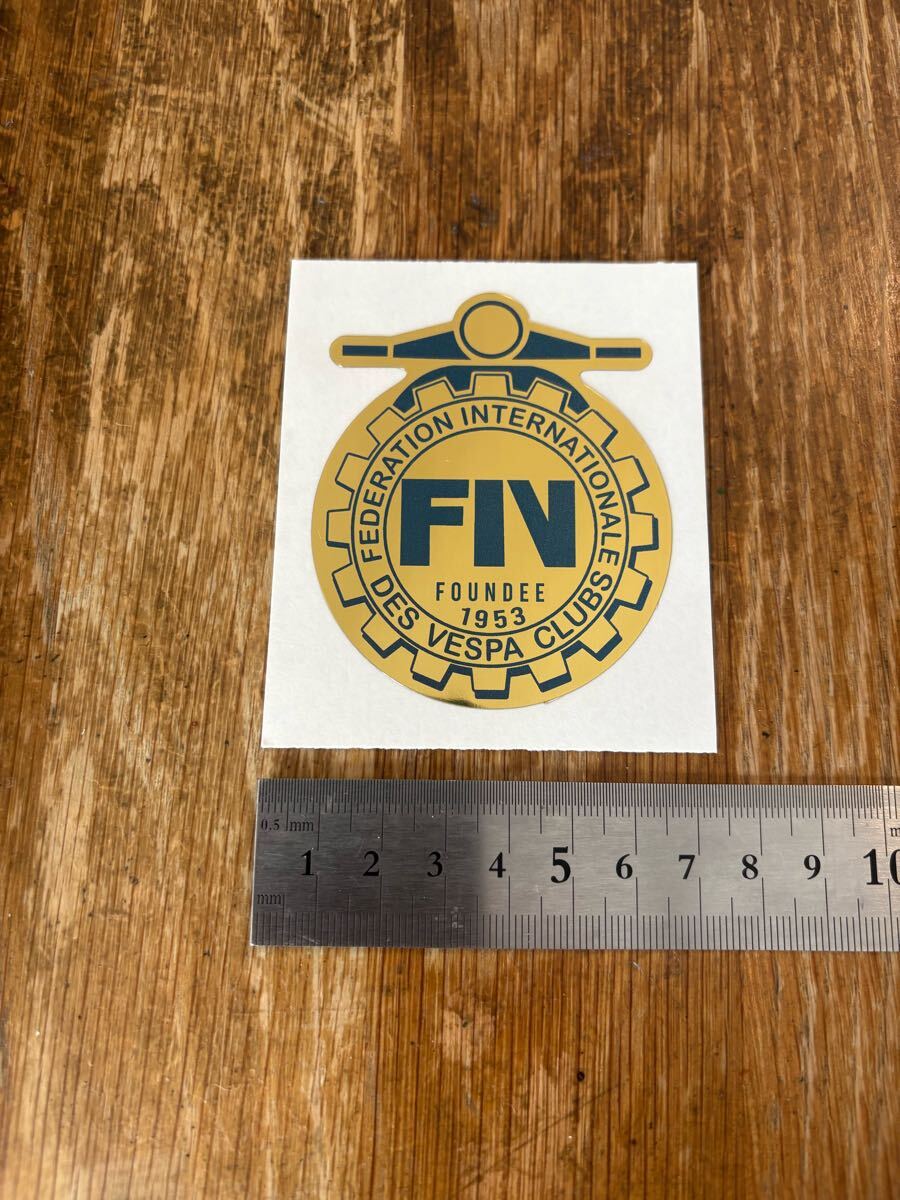 FEDERATION INTERNATIONALE
FIV
FOUNDEE
1953
DES VESPA CLUBS
0.5 mm
1 2 3 4 5 6 7 8 9 10
mm